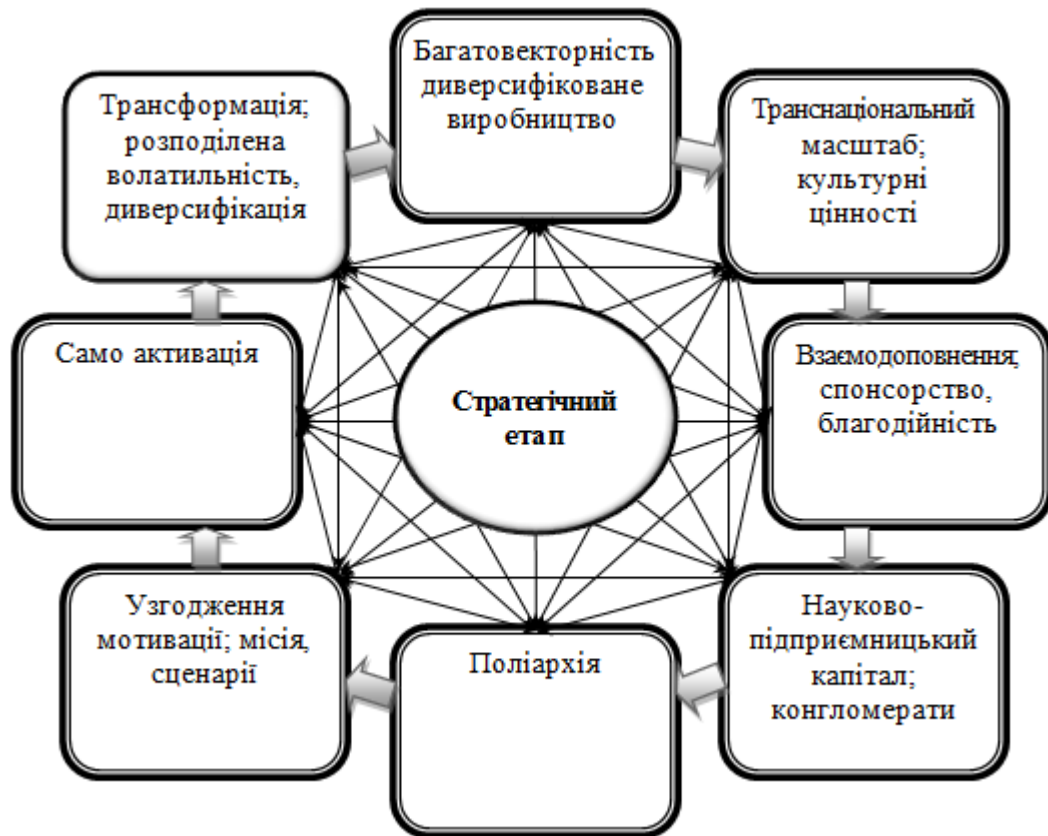 Багатовекторність
диверсифіковане
виробництво
Транснаціональний
масштаб;
культурні
цінності
Взаємодоповнення;
спонсорство,
благодійність
Науково-
підприємницький
капітал;
конгломерати
Поліархія
Узгодження
мотивації; місія,
сценарії
Само активація
Трансформація;
розподілена
волатильність,
диверсифікація
Стратегічний
етап